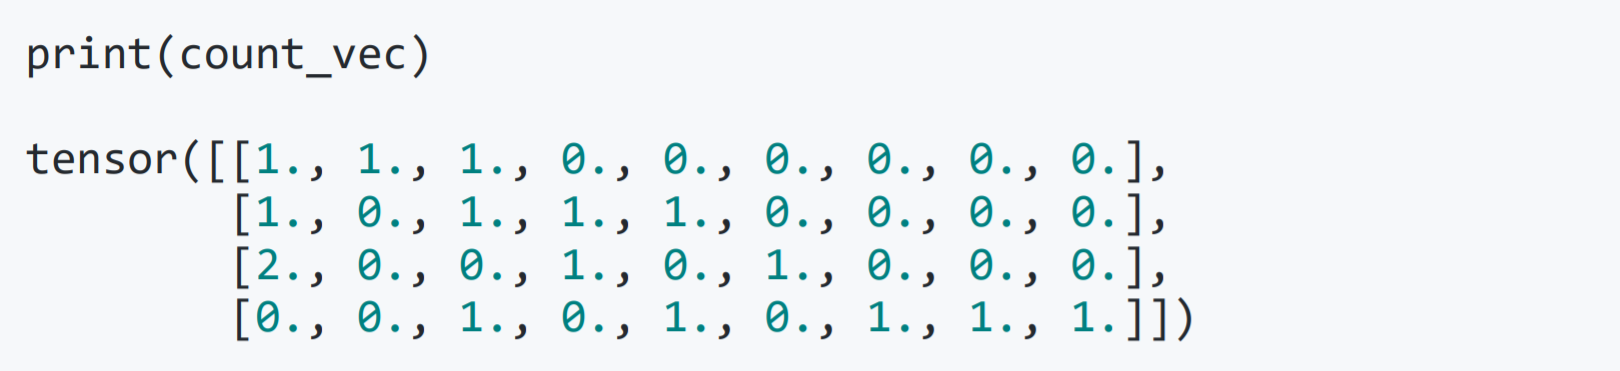 print(count_vec)
tensor([[1., 1., 1., 0., 0., 0., 0., 0., 0.],
[1., 0., 1., 1., 1., 0., 0., 0., 0.],
[2., 0., 0., 1., 0., 1., 0., 0., 0.],
[0., 0., 1., 0., 1., 0., 1., 1., 1.]])